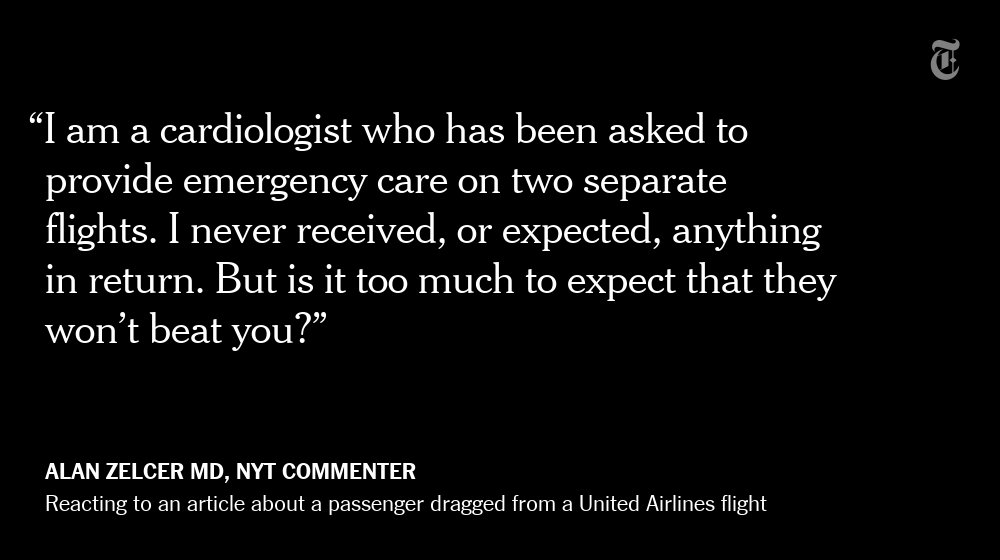 “I am a cardiologist who has been asked to
provide emergency care on two separate
flights. I never received, or expected, anything
in return. But is it too much to expect that they
won’t beat you?”
ALAN ZELCER MD, NYT COMMENTER
Reacting to an article about a passenger dragged from a United Airlines flight